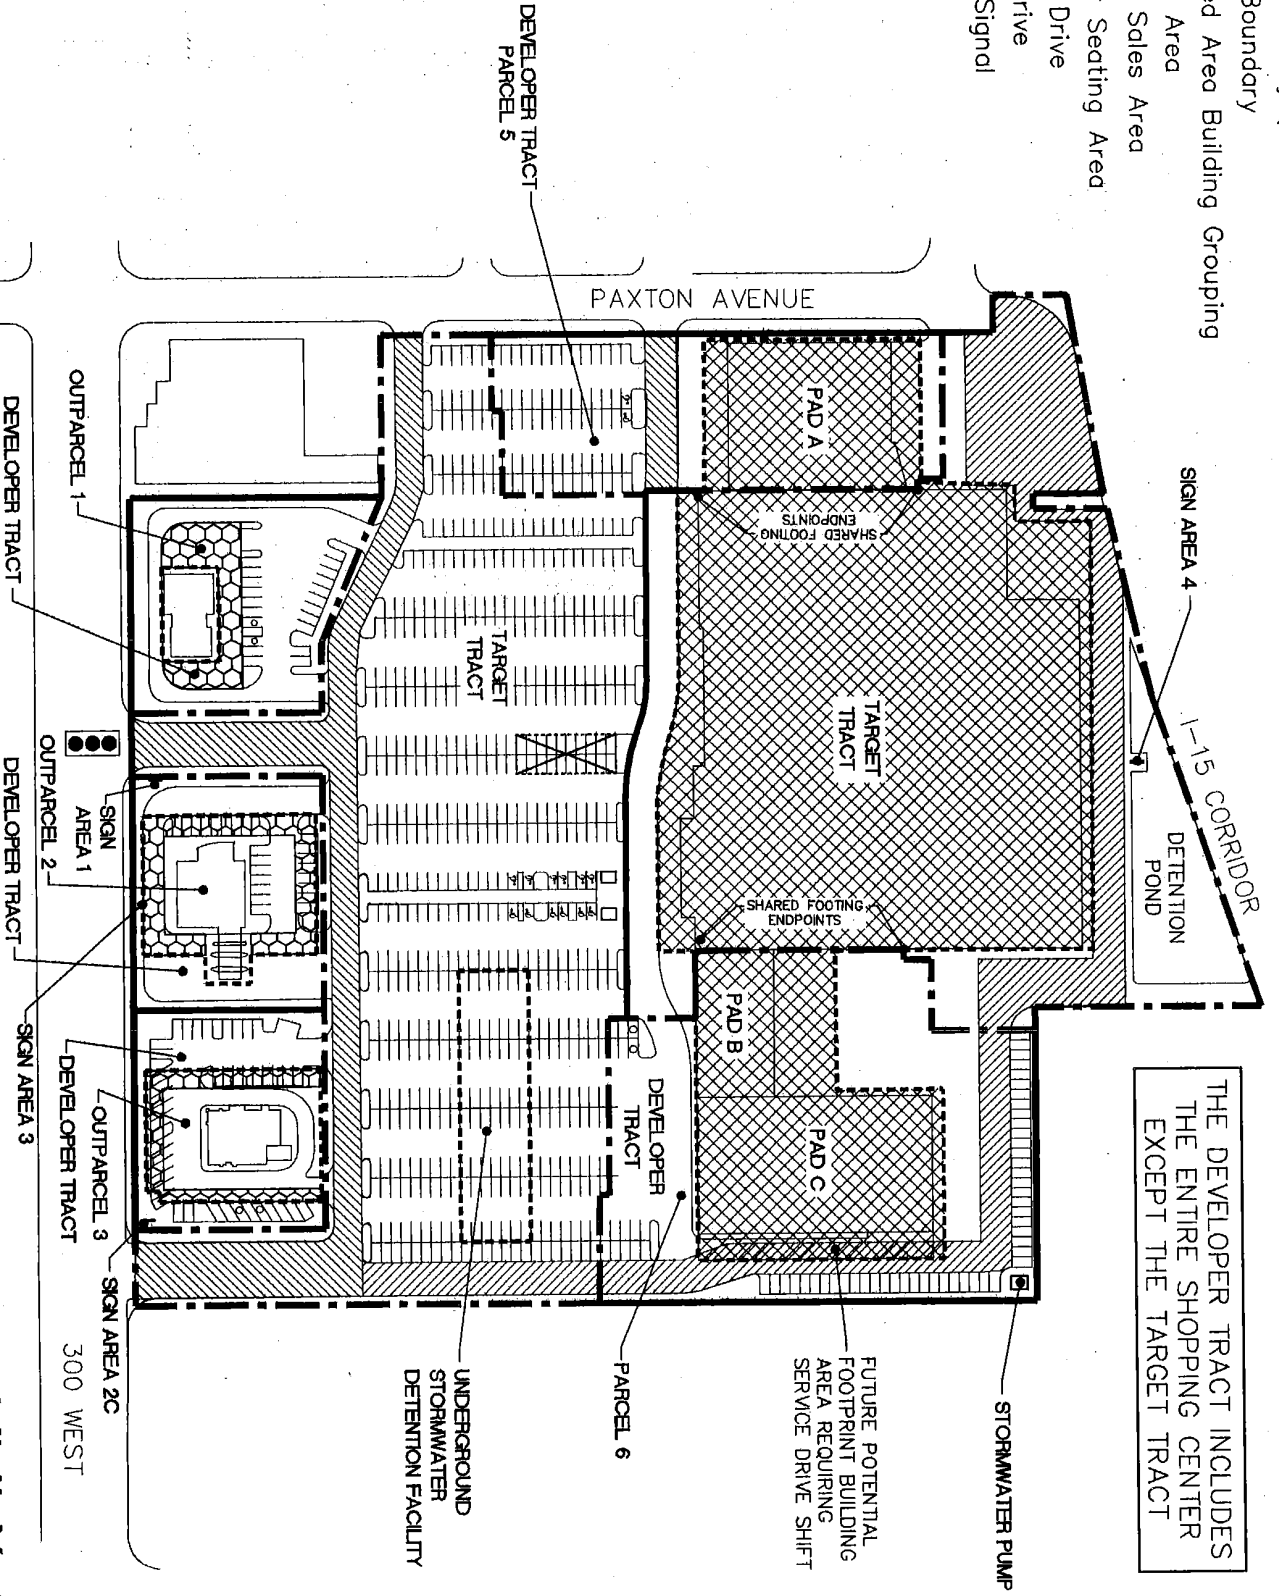 Boundary
ed Area Building Grouping
Area
Sales Area
Seating Area
Drive
rive
Signal
DEVELOPER TRACT
PARCEL 5
PAXTON AVENUE
SIGN AREA 4
I-15 CORRIDOR
DETENTION
POND
THE DEVELOPER TRACT INCLUDES
THE ENTIRE SHOPPING CENTER
EXCEPT THE TARGET TRACT
PAD A
SHARED FOOTING
ENDPOINTS
TARGET
TRACT
TARGET
TRACT
SHARED FOOTING
ENDPOINTS
PAD B
PAD C
DEVELOPER
TRACT
OUTPARCEL 1
DEVELOPER TRACT
SIGN
AREA 1
OUTPARCEL 2
DEVELOPER TRACT
SIGN AREA 3
DEVELOPER TRACT
OUTPARCEL 3
SIGN AREA 2C
300 WEST
UNDERGROUND
STORMWATER
DETENTION FACILITY
PARCEL 6
FUTURE POTENTIAL
FOOTPRINT BUILDING
AREA REQUIRING
SERVICE DRIVE SHIFT
STORMWATER PUMP